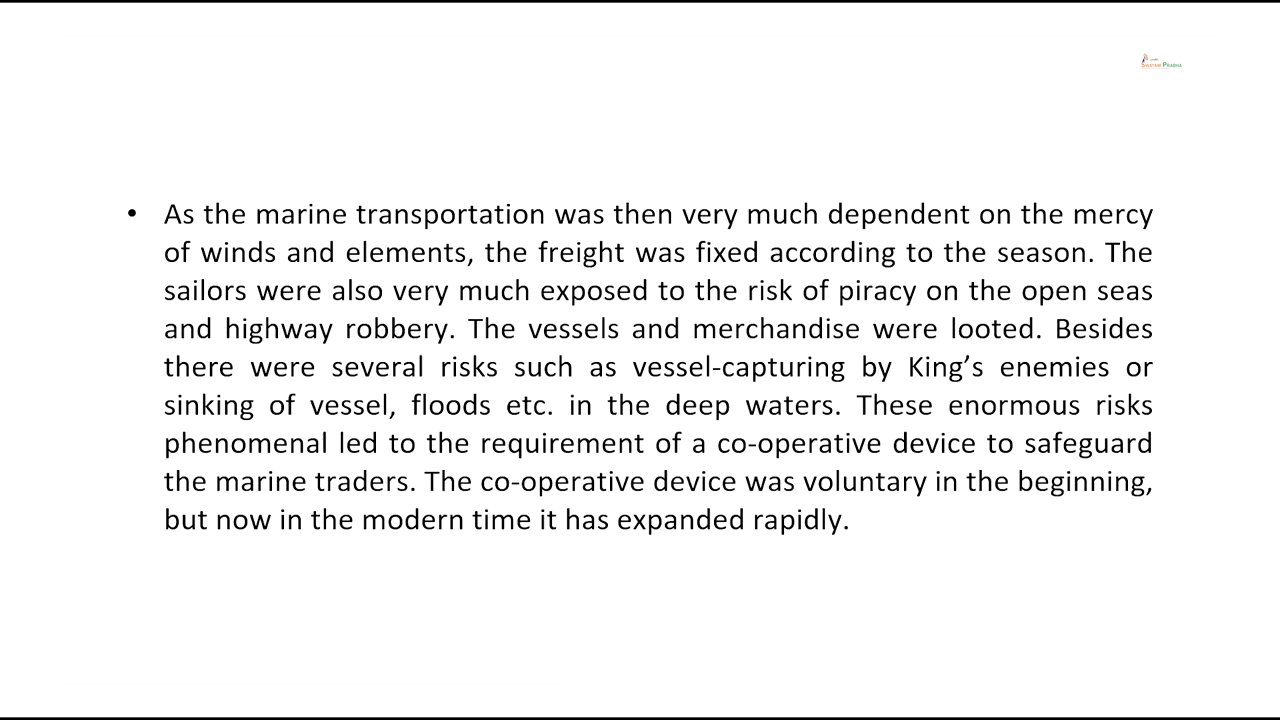 SWAYAM PRABHA
• As the marine transportation was then very much dependent on the mercy
of winds and elements, the freight was fixed according to the season. The
sailors were also very much exposed to the risk of piracy on the open seas
and highway robbery. The vessels and merchandise were looted. Besides
there were several risks such as vessel-capturing by King’s enemies or
sinking of vessel, floods etc. in the deep waters. These enormous risks
phenomenal led to the requirement of a co-operative device to safeguard
the marine traders. The co-operative device was voluntary in the beginning,
but now in the modern time it has expanded rapidly.